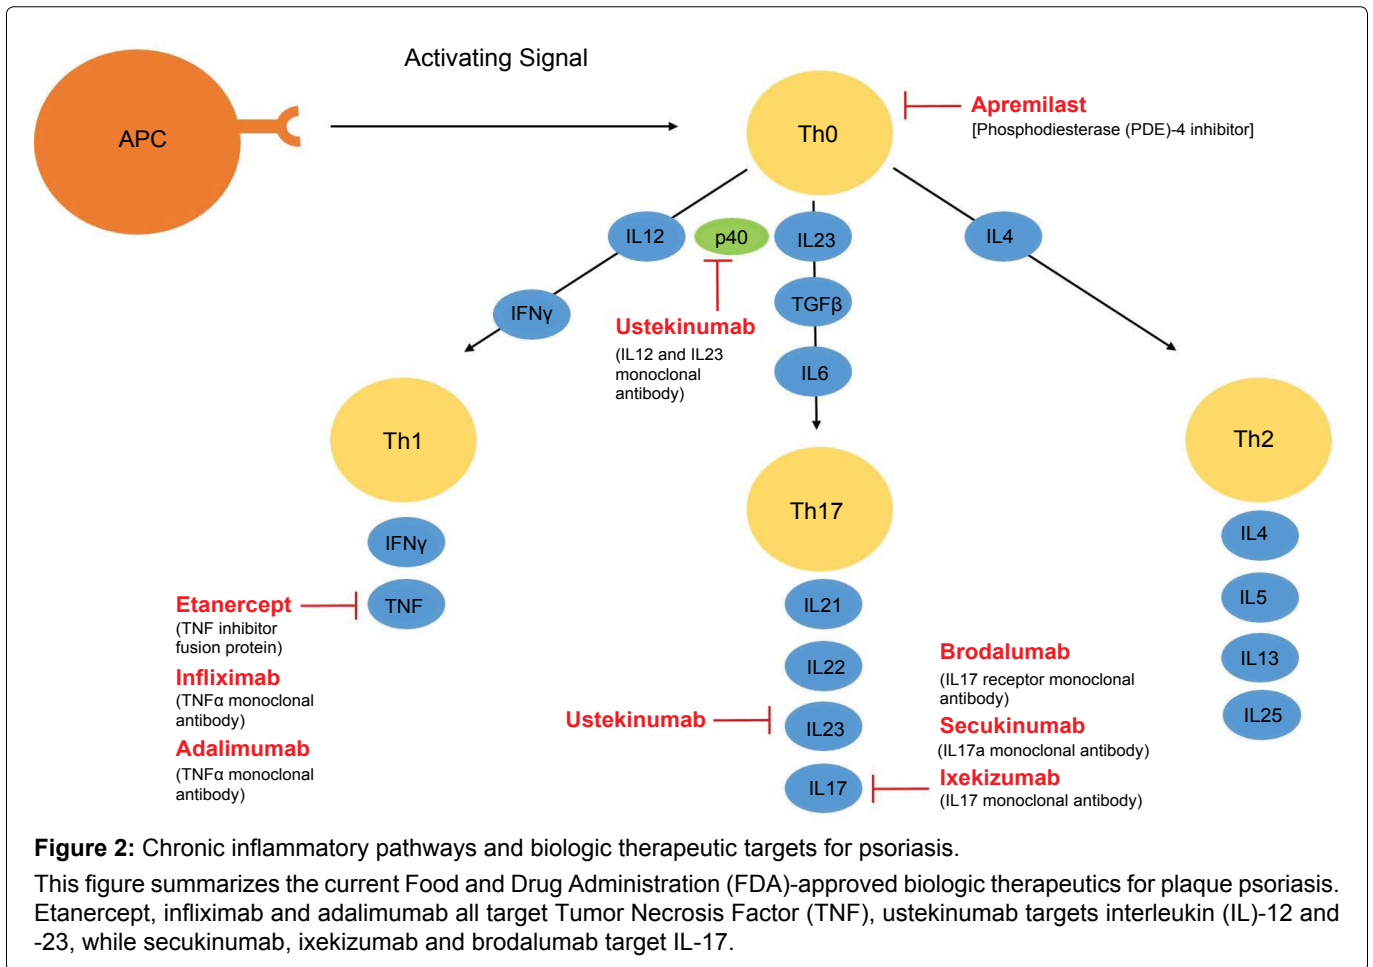 Activating Signal
APC
Th0
Apremilast
[Phosphodiesterase (PDE)-4 inhibitor]
IL12
p40
IL23
IL4
IFNγ
TGFβ
Ustekinumab
(IL12 and IL23
monoclonal
antibody)
IL6
Th1
Th2
Th17
IFNγ
IL4
Etanercept
(TNF inhibitor
fusion protein)
TNF
IL21
IL5
Infliximab
(TNFα monoclonal
antibody)
IL22
Brodalumab
(IL17 receptor monoclonal
antibody)
IL13
Ustekinumab
IL23
Secukinumab
(IL17a monoclonal antibody)
IL25
Adalimumab
(TNFα monoclonal
antibody)
IL17
Ixekizumab
(IL17 monoclonal antibody)
Figure 2: Chronic inflammatory pathways and biologic therapeutic targets for psoriasis.
This figure summarizes the current Food and Drug Administration (FDA)-approved biologic therapeutics for plaque psoriasis.
Etanercept, infliximab and adalimumab all target Tumor Necrosis Factor (TNF), ustekinumab targets interleukin (IL)-12 and
-23, while secukinumab, ixekizumab and brodalumab target IL-17.